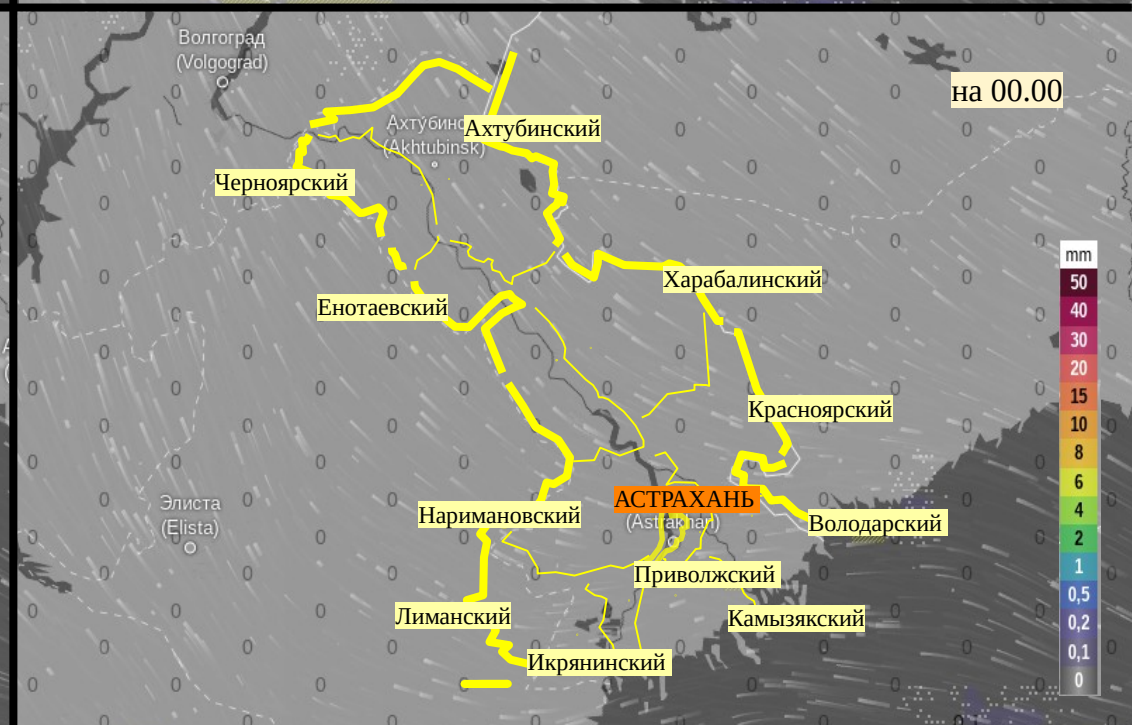 Волгоград
(Volgograd)
на 00.00
Ахту́бинс
Ахтубинский
(Akhtubinsk)
Черноярский
mm
50
40
30
20
15
10
8
6
4
2
1
0,5
0,2
0,1
0
Харабалинский
Енотаевский
Красноярский
Элиста
(Elista)
АСТРАХАНЬ
(Astrakhan)
Наримановский
Володарский
Приволжский
Лиманский
Камызякский
Икрянинский